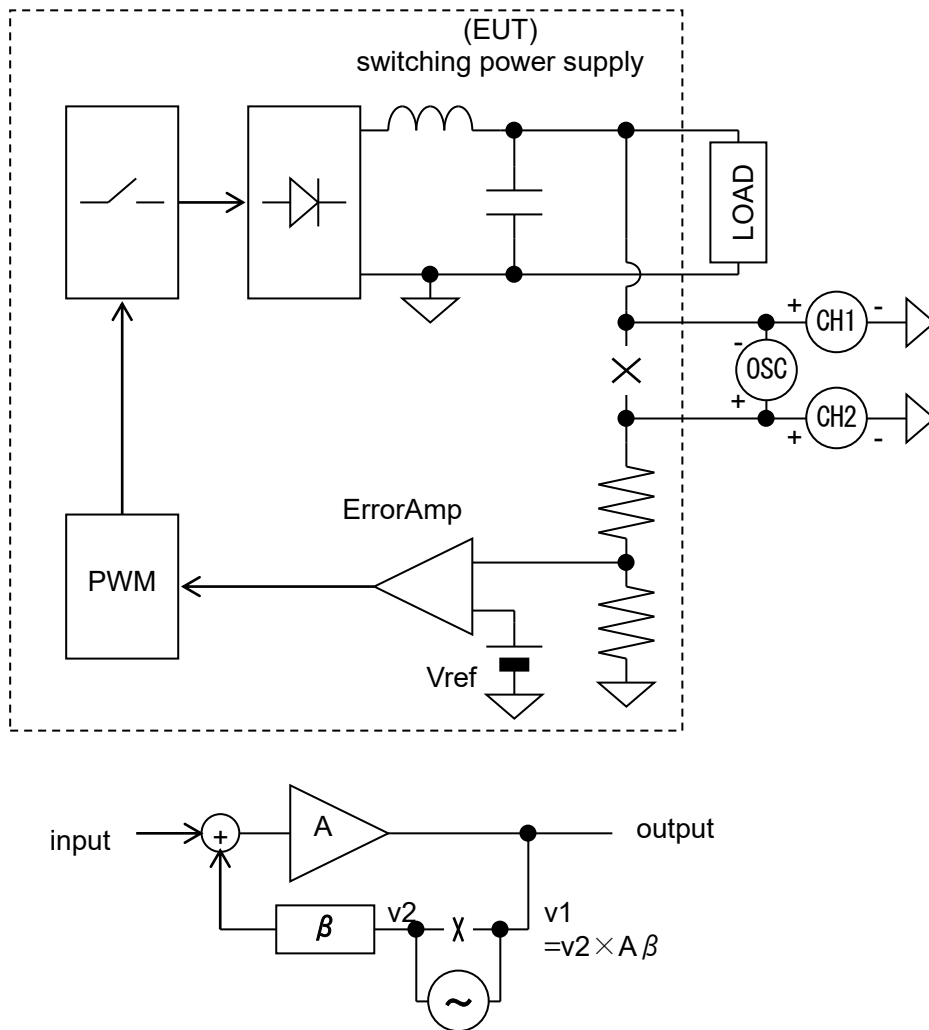 (EUT)
switching power supply
LOAD
+ CH1 -
-
OSC
+
+ CH2 -
ErrorAmp
PWM
Vref
input
+
A
output
β
v2
v1
=v2×Aβ
~